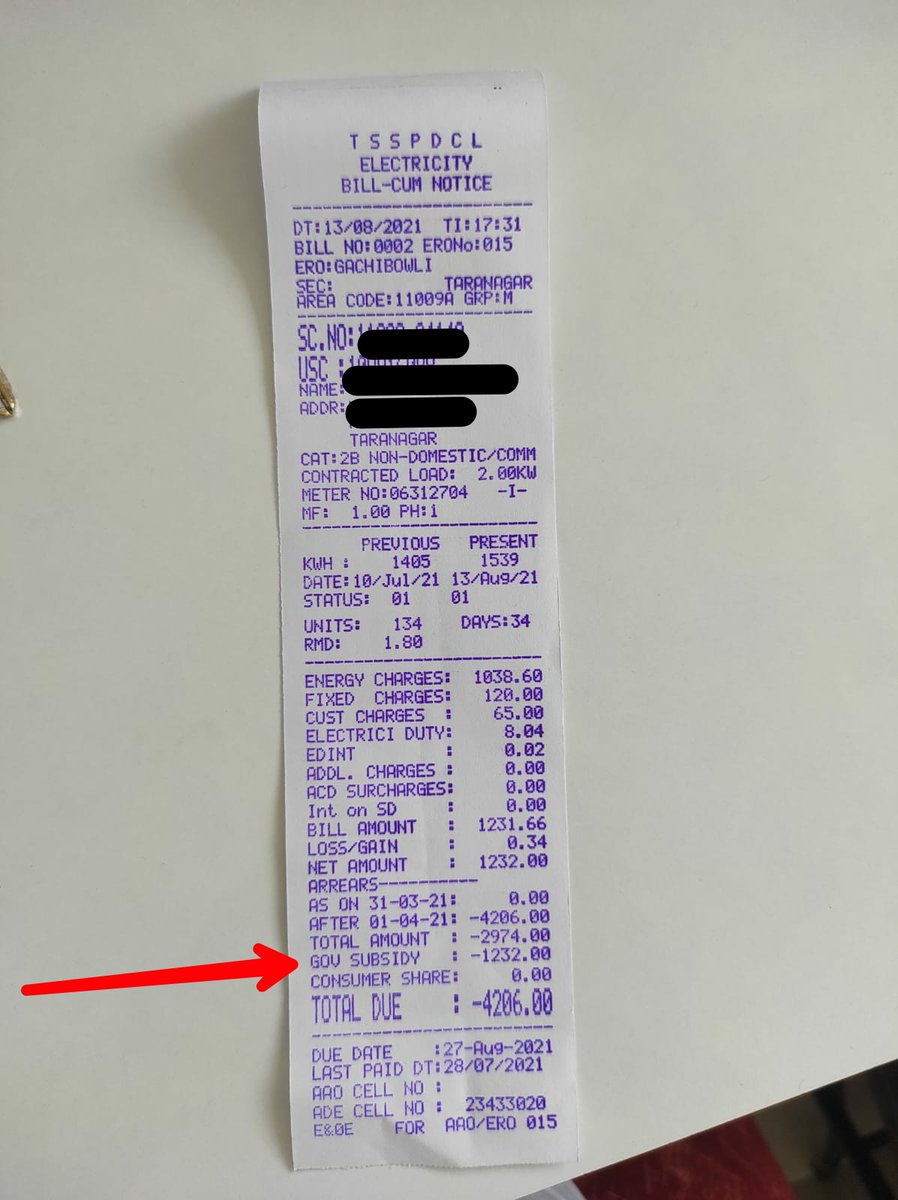 T S S P D C L
ELECTRICITY
BILL-CUM NOTICE
DT:13/08/2021 TI:17:31
BILL NO:0002 ERONo:015
ERO:GACHIBOWLI
SEC: TARANAGAR
AREA CODE:11009A GRP:M
SC.NO:
USC :
NAME:
ADDR:
TARANAGAR
CAT:2B NON-DOMESTIC/COMM
CONTRACTED LOAD: 2.00KW
METER NO:06312704 -I-
MF: 1.00 PH:1
PREVIOUS PRESENT
KWH : 1405 1539
DATE:10/Jul/21 13/Aug/21
STATUS: 01 01
UNITS: 134 DAYS:34
RMD: 1.80
ENERGY CHARGES: 1038.60
FIXED CHARGES: 120.00
CUST CHARGES : 65.00
ELECTRICI DUTY: 8.04
EDINT : 0.02
ADDL. CHARGES : 0.00
ACD SURCHARGES: 0.00
Int on SD : 0.00
BILL AMOUNT : 1231.66
LOSS/GAIN : 0.34
NET AMOUNT : 1232.00
ARREARS----------
AS ON 31-03-21: 0.00
AFTER 01-04-21: -4206.00
TOTAL AMOUNT : -2974.00
GOV SUBSIDY : -1232.00
CONSUMER SHARE: 0.00
TOTAL DUE : -4206.00
DUE DATE :27-Aug-2021
LAST PAID DT:28/07/2021
AAO CELL NO :
ADE CELL NO : 23433020
E&OE FOR AAO/ERO 015